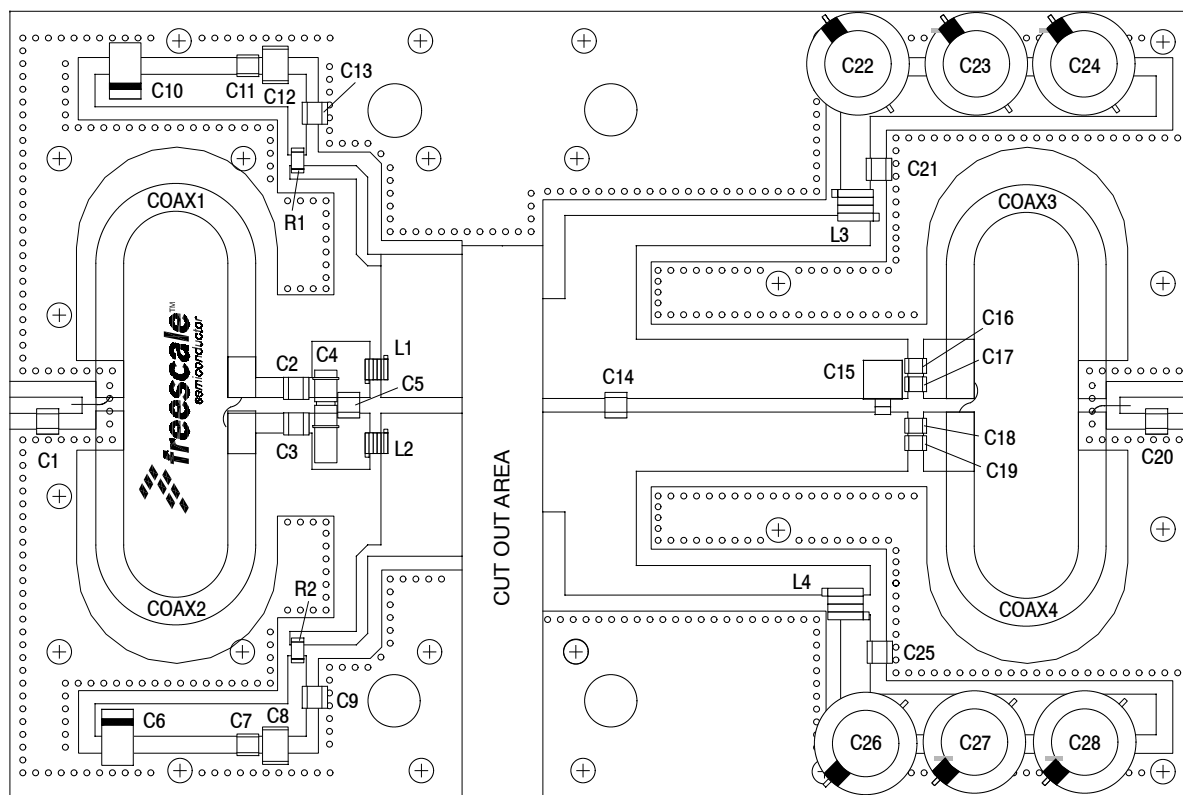 C10
C11
C12
C13
C22
C23
C24
COAX1
R1
C21
L3
COAX3
freescale™
semiconductor
C2
C4
L1
C5
C14
C15
C16
C17
C1
C3
L2
C18
C19
C20
CUT OUT AREA
COAX2
R2
L4
COAX4
C25
C6
C7
C8
C9
C26
C27
C28